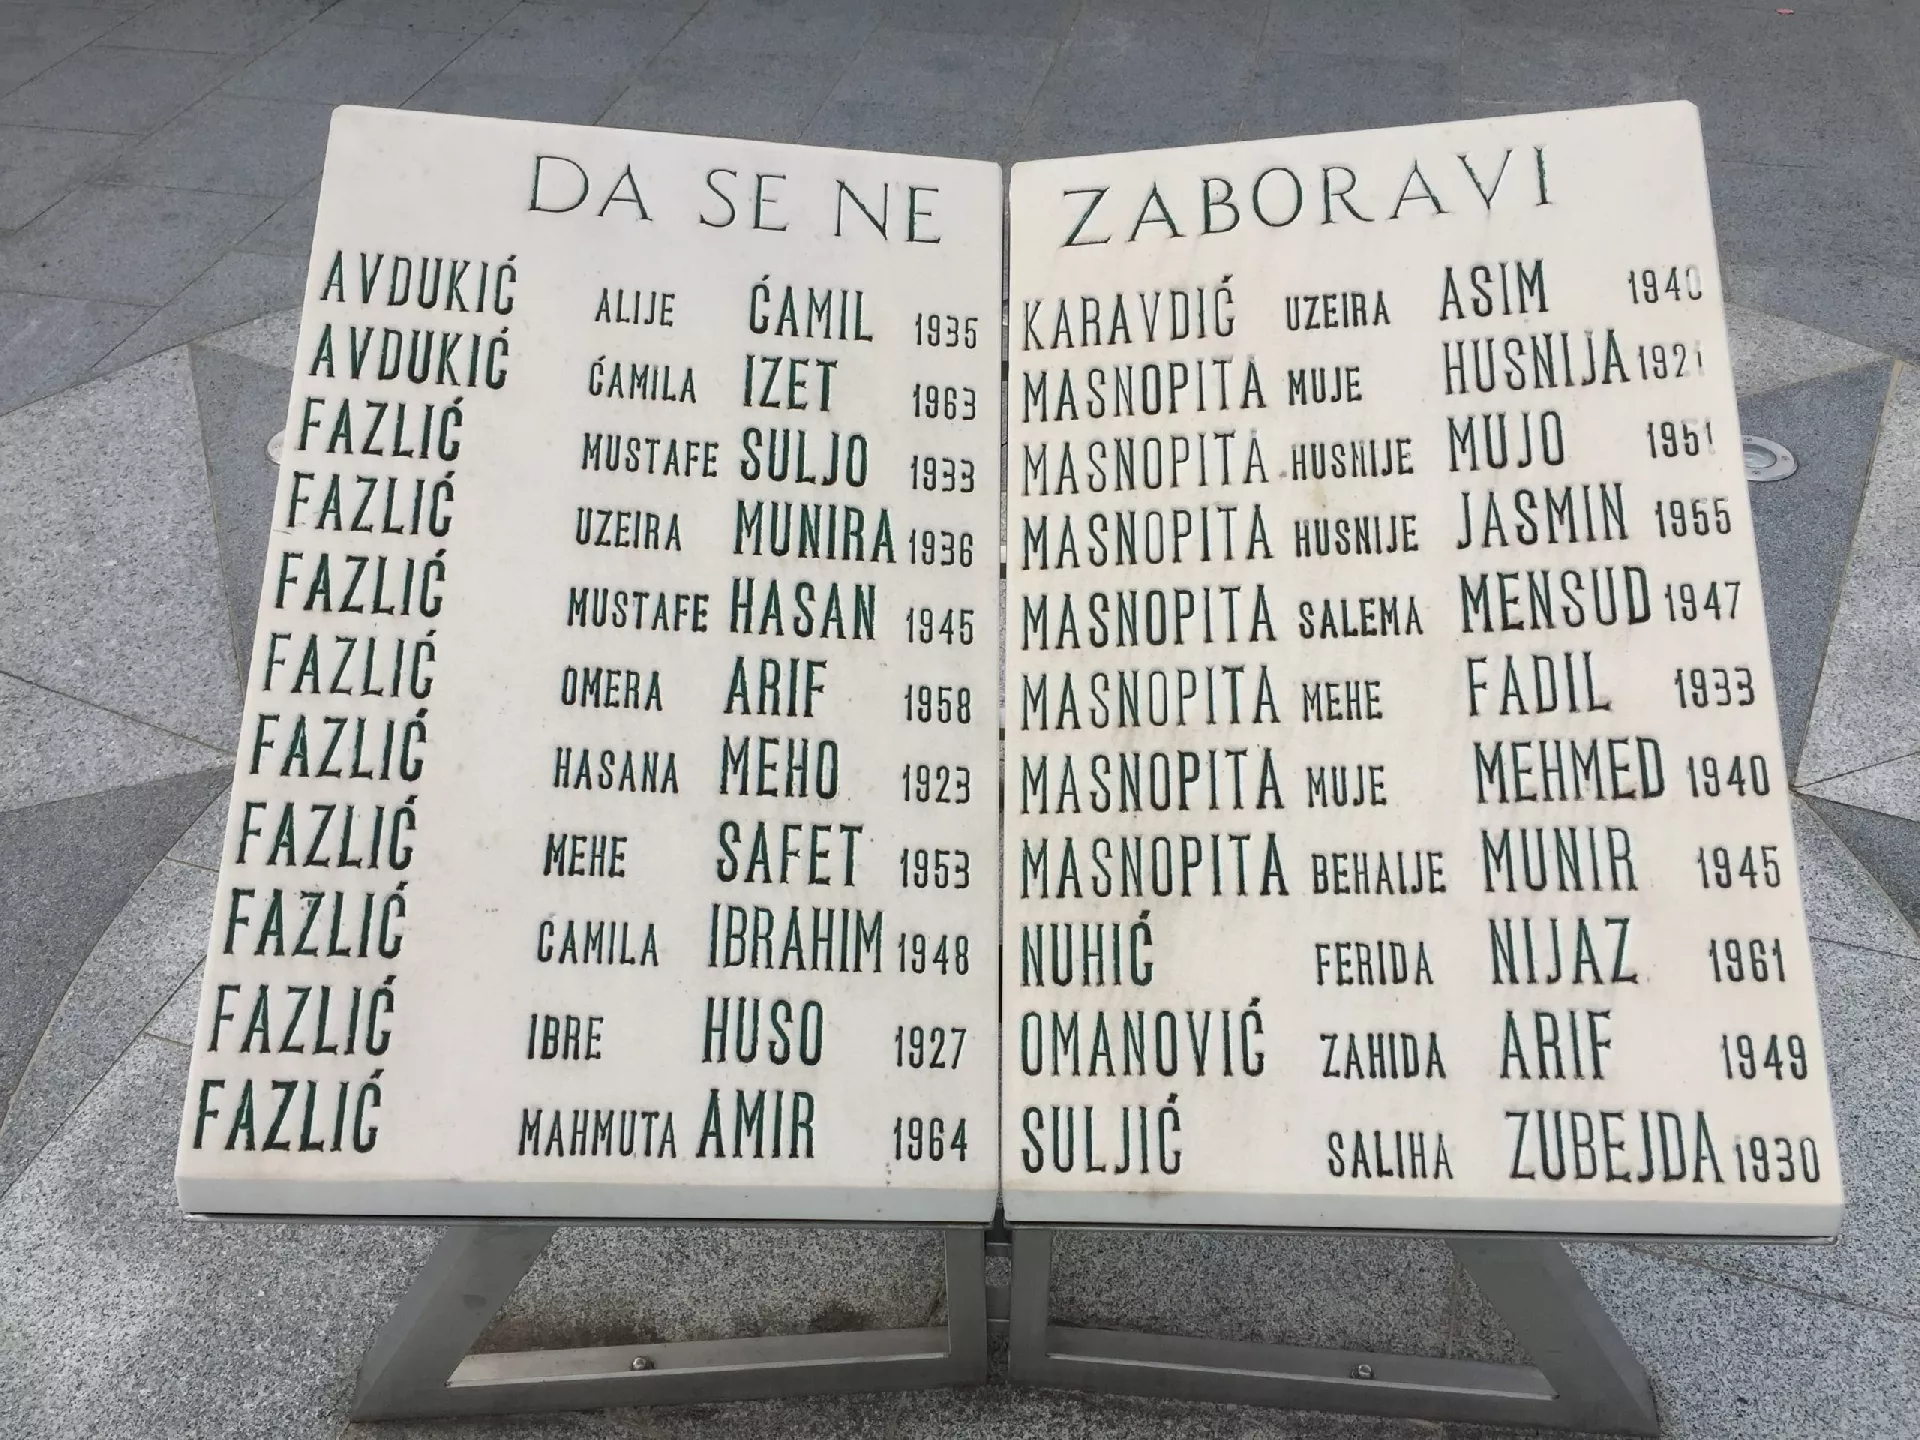 DA SE NE ZABORAVI
AVDUKIĆ ALIJE ĆAMIL 1935
AVDUKIĆ ĆAMILA IZET 1963
FAZLIĆ MUSTAFE SULJO 1933
FAZLIĆ UZEIRA MUNIRA 1936
FAZLIĆ MUSTAFE HASAN 1945
FAZLIĆ OMERA ARIF 1958
FAZLIĆ HASANA MEHO 1923
FAZLIĆ MEHE SAFET 1953
FAZLIĆ ĆAMILA IBRAHIM 1948
FAZLIĆ IBRE HUSO 1927
FAZLIĆ MAHMUTA AMIR 1964
KARAVDIĆ UZEIRA ASIM 1940
MASNOPITA MUJE HUSNIJA 1921
MASNOPITA HUSNIJE MUJO 1951
MASNOPITA HUSNIJE JASMIN 1955
MASNOPITA SALEMA MENSUD 1947
MASNOPITA MEHE FADIL 1933
MASNOPITA MUJE MEHMED 1940
MASNOPITA BEHAIJE MUNIR 1945
NUHIĆ FERIDA NIJAZ 1961
OMANOVIĆ ZAHIDA ARIF 1949
SULJIĆ SALIHA ZUBEJDA 1930